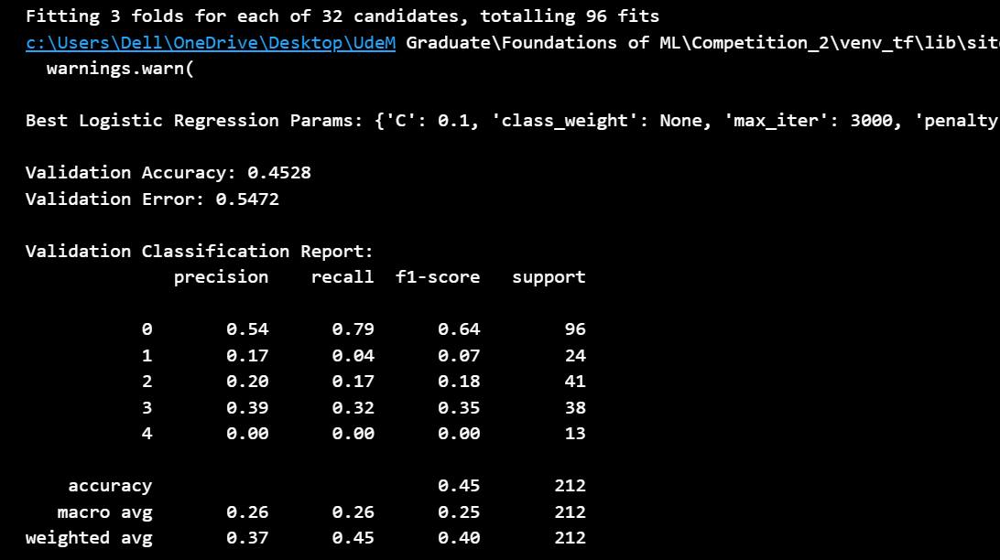 Fitting 3 folds for each of 32 candidates, totalling 96 fits
c:\Users\Dell\OneDrive\Desktop\UdeM Graduate\Foundations of ML\Competition_2\venv_tf\lib\sit
warnings.warn(
Best Logistic Regression Params: {'C': 0.1, 'class_weight': None, 'max_iter': 3000, 'penalty
Validation Accuracy: 0.4528
Validation Error: 0.5472
Validation Classification Report:
precision recall f1-score support
0 0.54 0.79 0.64 96
1 0.17 0.04 0.07 24
2 0.20 0.17 0.18 41
3 0.39 0.32 0.35 38
4 0.00 0.00 0.00 13
accuracy 0.45 212
macro avg 0.26 0.26 0.25 212
weighted avg 0.37 0.45 0.40 212